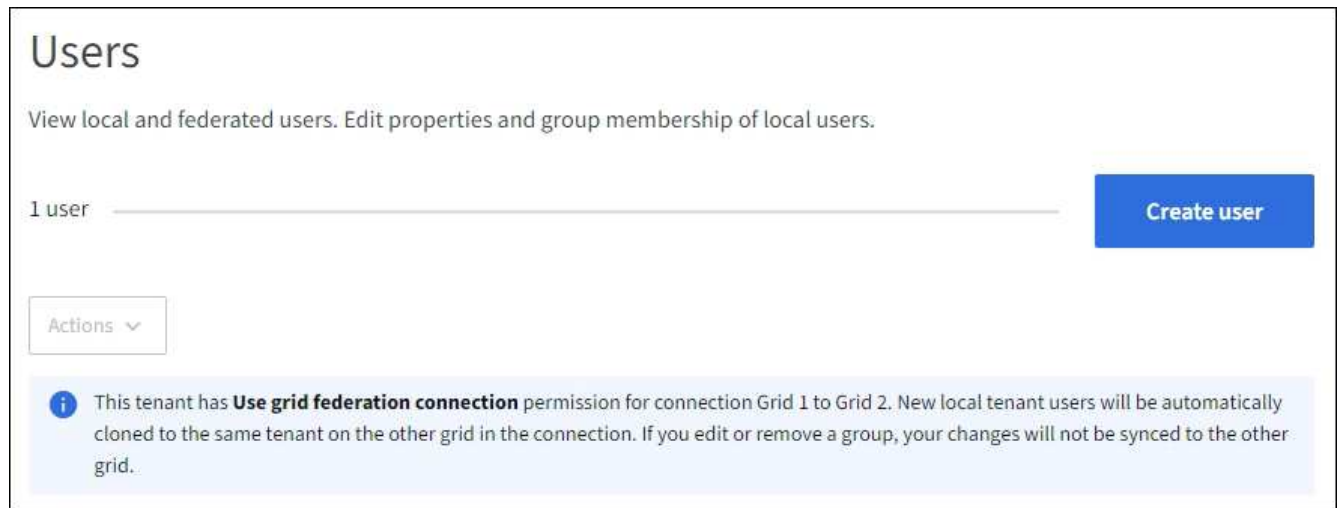 Users
View local and federated users. Edit properties and group membership of local users.
1 user
Create user
Actions
This tenant has Use grid federation connection permission for connection Grid 1 to Grid 2. New local tenant users will be automatically
cloned to the same tenant on the other grid in the connection. If you edit or remove a group, your changes will not be synced to the other
grid.